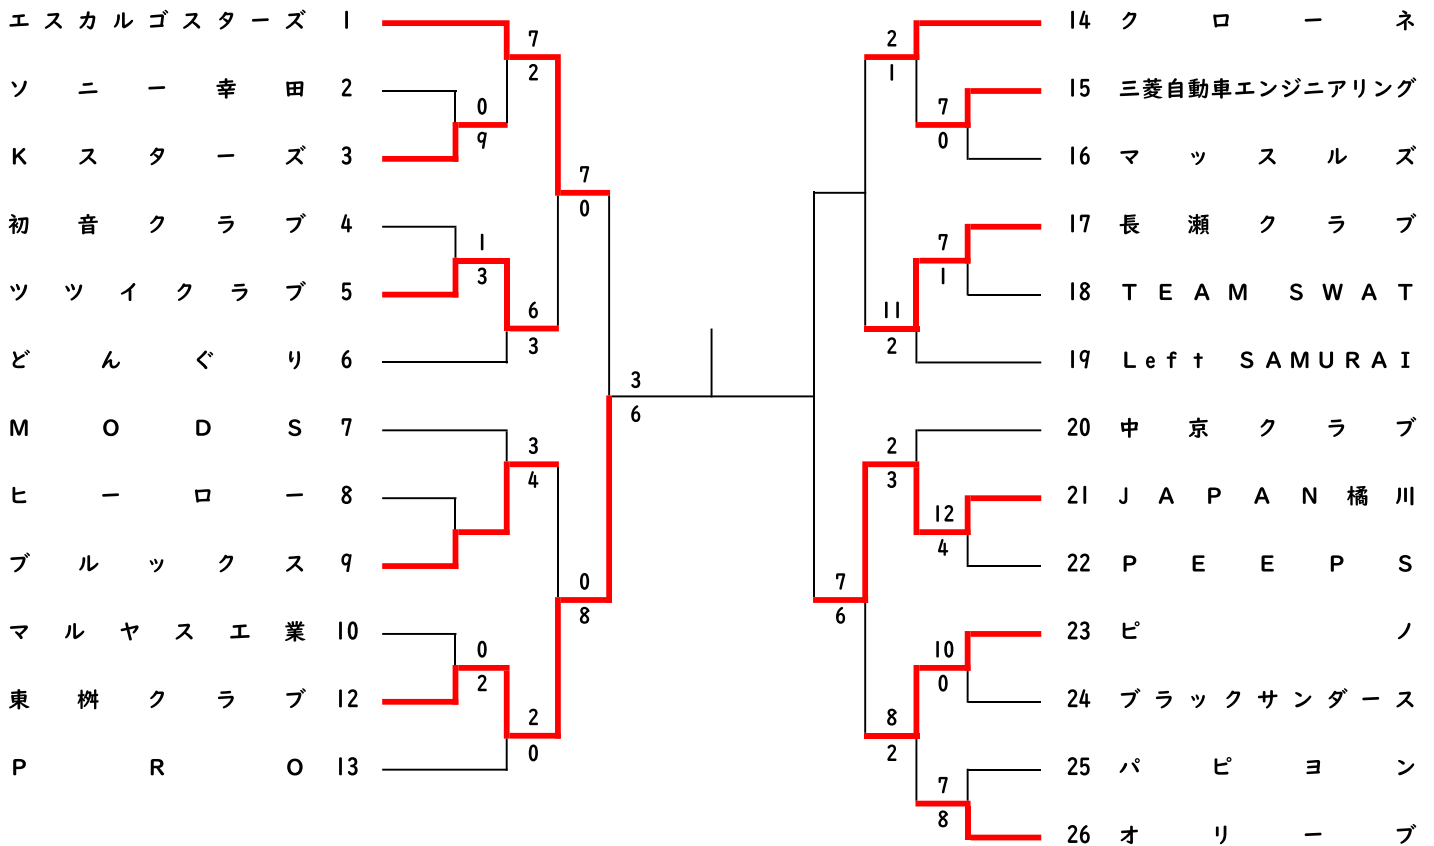 エスカルゴスターズ 1
ソニー幸田 2
Kスターズ 3
初音クラブ 4
ツツイクラブ 5
どんぐり 6
MODS 7
ヒーロー 8
ブルックス 9
マルヤス工業 10
東桝クラブ 12
PRO 13
7
2
0
9
7
0
1
3
6
3
3
6
3
4
0
8
0
2
2
0
2
1
7
0
7
1
11
2
2
3
12
4
7
6
10
0
8
2
7
8
14 クローネ
15 三菱自動車エンジニアリング
16 マッスルズ
17 長瀬クラブ
18 TEAM SWAT
19 Left SAMURAI
20 中京クラブ
21 JAPAN橘川
22 PEEPS
23 ピノ
24 ブラックサンダース
25 パピヨン
26 オリーブ